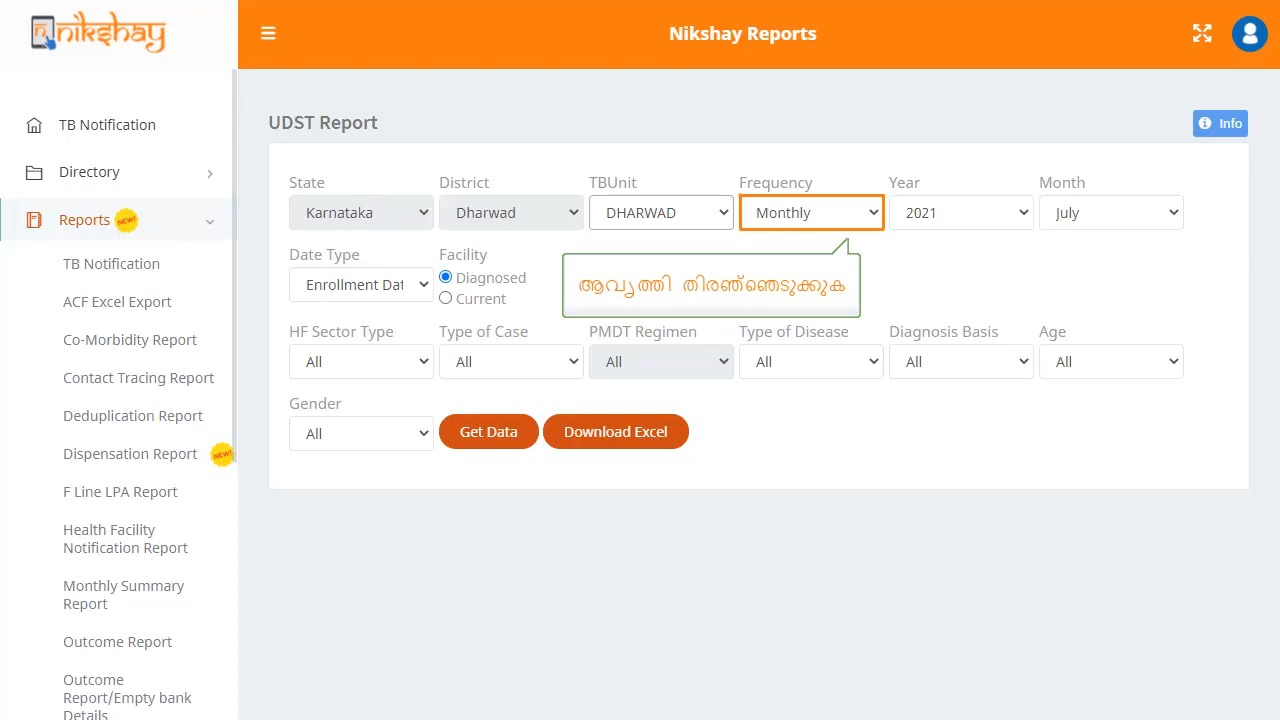 nikshay
Nikshay Reports
TB Notification
Directory
Reports NEW!
TB Notification
ACF Excel Export
Co-Morbidity Report
Contact Tracing Report
Deduplication Report
Dispensation Report NEW!
F Line LPA Report
Health Facility
Notification Report
Monthly Summary
Report
Outcome Report
Outcome
Report/Empty bank
Details
UDST Report
Info
State District TBUnit Frequency Year Month
Karnataka Dharwad DHARWAD Monthly 2021 July
Date Type Facility
Enrollment Dat
Diagnosed
Current
ആവൃത്തി തിരഞ്ഞെടുക്കുക
HF Sector Type Type of Case PMDT Regimen Type of Disease Diagnosis Basis Age
All All All All All All
Gender
All Get Data Download Excel